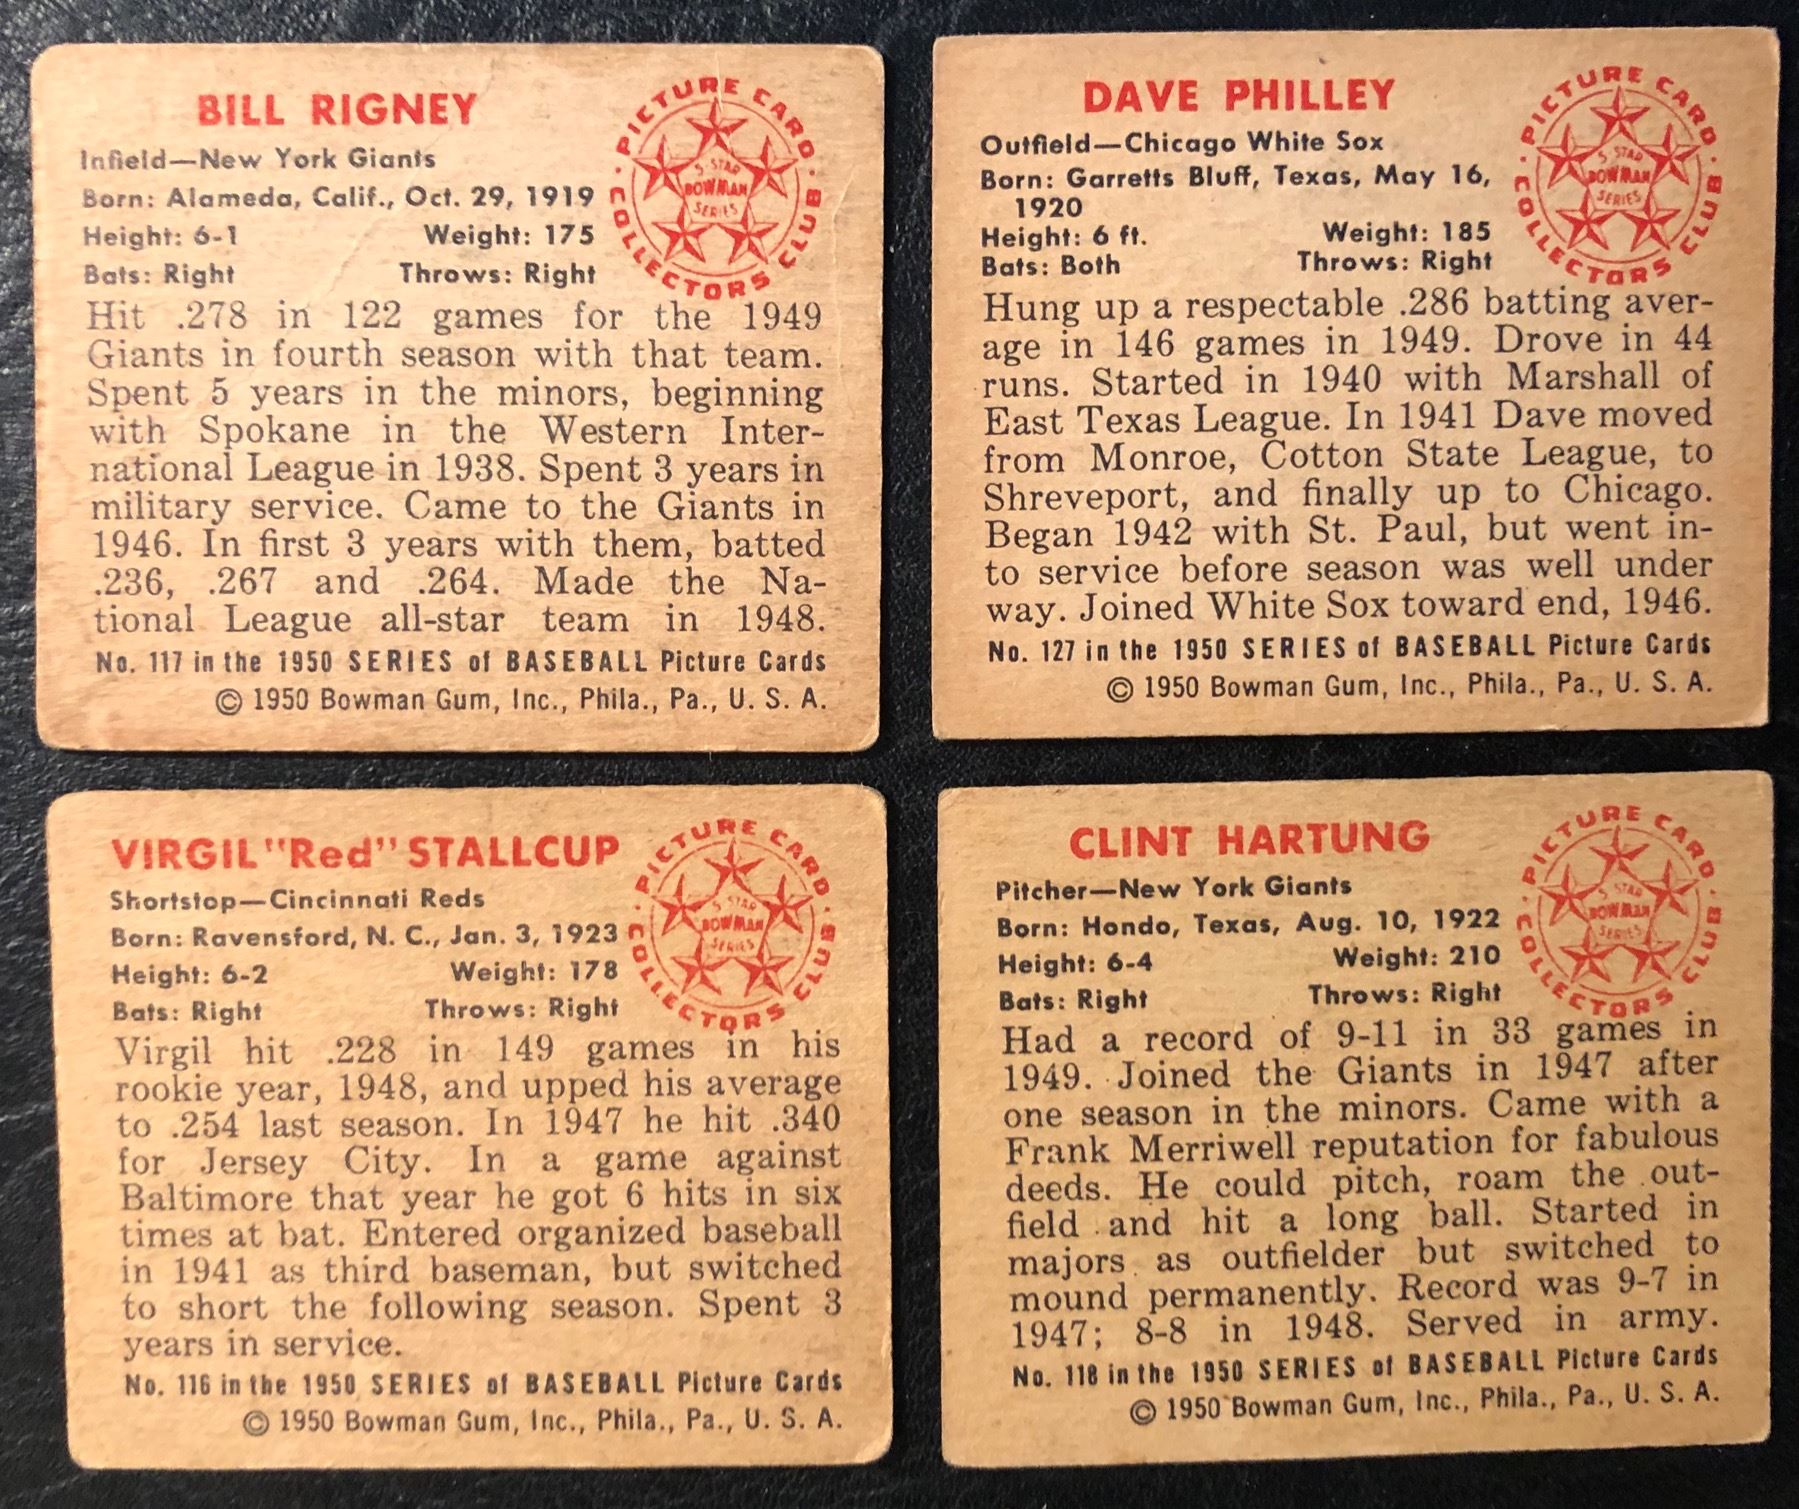 BILL RIGNEY
Infield—New York Giants
Born: Alameda, Calif., Oct. 29, 1919
Height: 6-1 Weight: 175
Bats: Right Throws: Right
PICTURE CARD
COLLECTORS CLUB
5-STAR
BOWMAN
SERIES
Hit .278 in 122 games for the 1949
Giants in fourth season with that team.
Spent 5 years in the minors, beginning
with Spokane in the Western Inter-
national League in 1938. Spent 3 years in
military service. Came to the Giants in
1946. In first 3 years with them, batted
.236, .267 and .264. Made the Na-
tional League all-star team in 1948.
No. 117 in the 1950 SERIES of BASEBALL Picture Cards
© 1950 Bowman Gum, Inc., Phila., Pa., U. S. A.
DAVE PHILLEY
Outfield—Chicago White Sox
Born: Garretts Bluff, Texas, May 16,
1920
Height: 6 ft. Weight: 185
Bats: Both Throws: Right
PICTURE CARD
COLLECTORS CLUB
5-STAR
BOWMAN
SERIES
Hung up a respectable .286 batting aver-
age in 146 games in 1949. Drove in 44
runs. Started in 1940 with Marshall of
East Texas League. In 1941 Dave moved
from Monroe, Cotton State League, to
Shreveport, and finally up to Chicago.
Began 1942 with St. Paul, but went in-
to service before season was well under
way. Joined White Sox toward end, 1946.
No. 127 in the 1950 SERIES of BASEBALL Picture Cards
© 1950 Bowman Gum, Inc., Phila., Pa., U. S. A.
VIRGIL "Red" STALLCUP
Shortstop—Cincinnati Reds
Born: Ravensford, N. C., Jan. 3, 1923
Height: 6-2 Weight: 178
Bats: Right Throws: Right
PICTURE CARD
COLLECTORS CLUB
5-STAR
BOWMAN
SERIES
Virgil hit .228 in 149 games in his
rookie year, 1948, and upped his average
to .254 last season. In 1947 he hit .340
for Jersey City. In a game against
Baltimore that year he got 6 hits in six
times at bat. Entered organized baseball
in 1941 as third baseman, but switched
to short the following season. Spent 3
years in service.
No. 116 in the 1950 SERIES of BASEBALL Picture Cards
© 1950 Bowman Gum, Inc., Phila., Pa., U. S. A.
CLINT HARTUNG
Pitcher—New York Giants
Born: Hondo, Texas, Aug. 10, 1922
Height: 6-4 Weight: 210
Bats: Right Throws: Right
PICTURE CARD
COLLECTORS CLUB
5-STAR
BOWMAN
SERIES
Had a record of 9-11 in 33 games in
1949. Joined the Giants in 1947 after
one season in the minors. Came with a
Frank Merriwell reputation for fabulous
deeds. He could pitch, roam the out-
field and hit a long ball. Started in
majors as outfielder but switched to
mound permanently. Record was 9-7 in
1947; 8-8 in 1948. Served in army.
No. 118 in the 1950 SERIES of BASEBALL Picture Cards
© 1950 Bowman Gum, Inc., Phila., Pa., U. S. A.